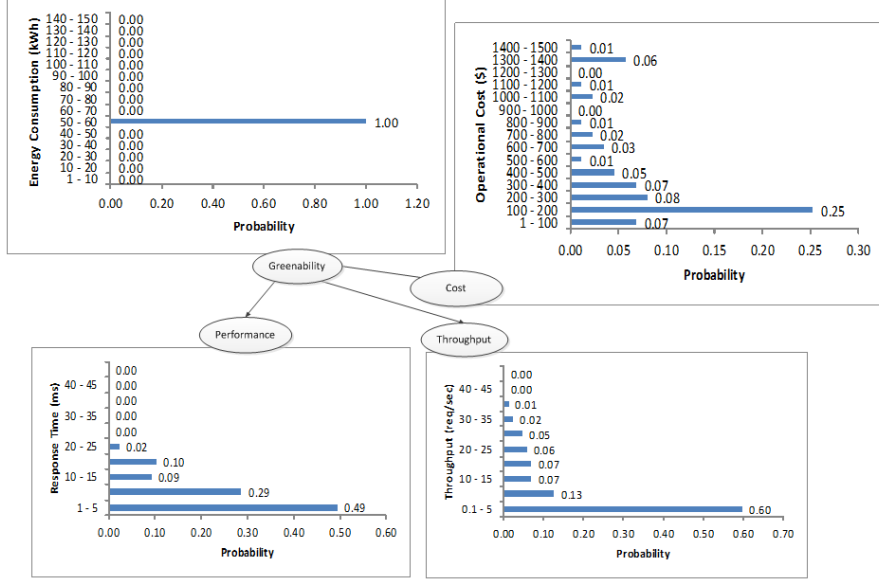 Energy Consumption (kWh)
140 - 150 0.00
130 - 140 0.00
120 - 130 0.00
110 - 120 0.00
100 - 110 0.00
90 - 100 0.00
80 - 90 0.00
70 - 80 0.00
60 - 70 0.00
50 - 60 1.00
40 - 50 0.00
30 - 40 0.00
20 - 30 0.00
10 - 20 0.00
1 - 10 0.00
0.00 0.20 0.40 0.60 0.80 1.00 1.20
Probability
Operational Cost ($)
1400 - 1500 0.01
1300 - 1400 0.06
1200 - 1300 0.00
1100 - 1200 0.01
1000 - 1100 0.02
900 - 1000 0.00
800 - 900 0.01
700 - 800 0.02
600 - 700 0.03
500 - 600 0.01
400 - 500 0.05
300 - 400 0.07
200 - 300 0.08
100 - 200 0.25
1 - 100 0.07
0.00 0.05 0.10 0.15 0.20 0.25 0.30
Probability
Greenability
Cost
Performance
Throughput
Response Time (ms)
0.00
40 - 45 0.00
0.00
30 - 35 0.00
0.00
20 - 25 0.02
0.10
10 - 15 0.09
0.29
1 - 5 0.49
0.00 0.10 0.20 0.30 0.40 0.50 0.60
Probability
Throughput (req/sec)
0.00
40 - 45 0.00
0.01
30 - 35 0.02
0.05
20 - 25 0.06
0.07
10 - 15 0.07
0.13
0.1 - 5 0.60
0.00 0.10 0.20 0.30 0.40 0.50 0.60 0.70
Probability